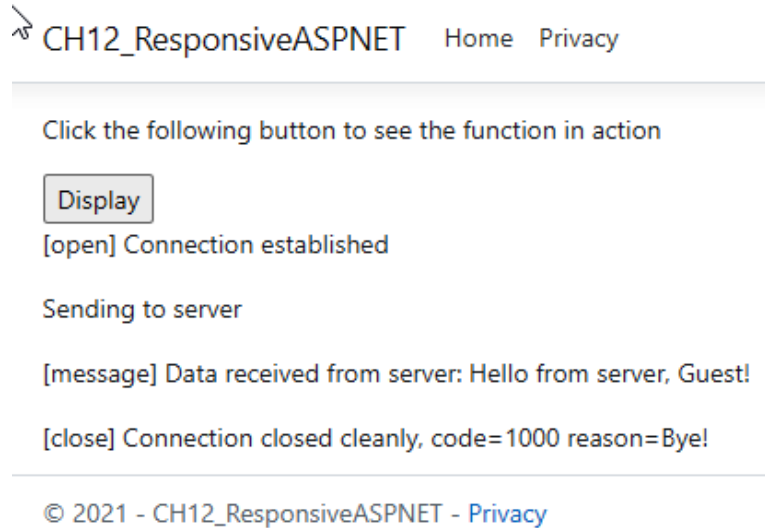 CH12_ResponsiveASPNET Home Privacy
Click the following button to see the function in action
Display
[open] Connection established
Sending to server
[message] Data received from server: Hello from server, Guest!
[close] Connection closed cleanly, code=1000 reason=Bye!
© 2021 - CH12_ResponsiveASPNET - Privacy